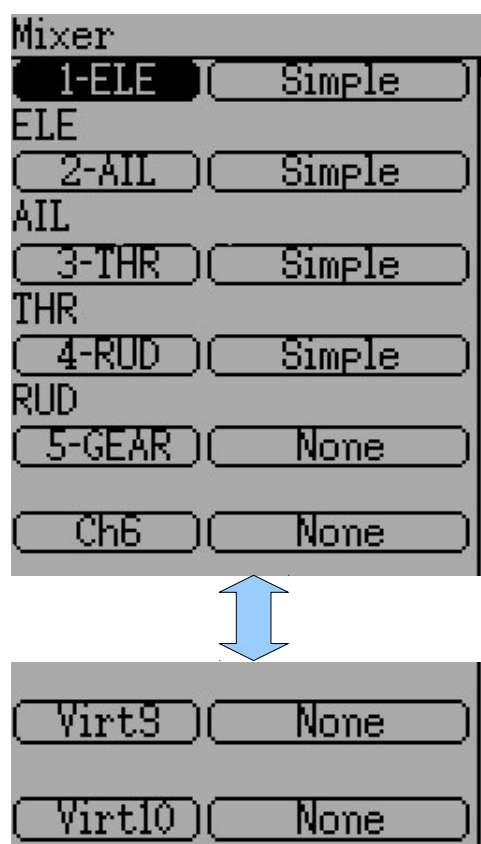 Mixer
1-ELE Simple
ELE
2-AIL Simple
AIL
3-THR Simple
THR
4-RUD Simple
RUD
5-GEAR None
Ch6 None
Virt9 None
Virt10 None